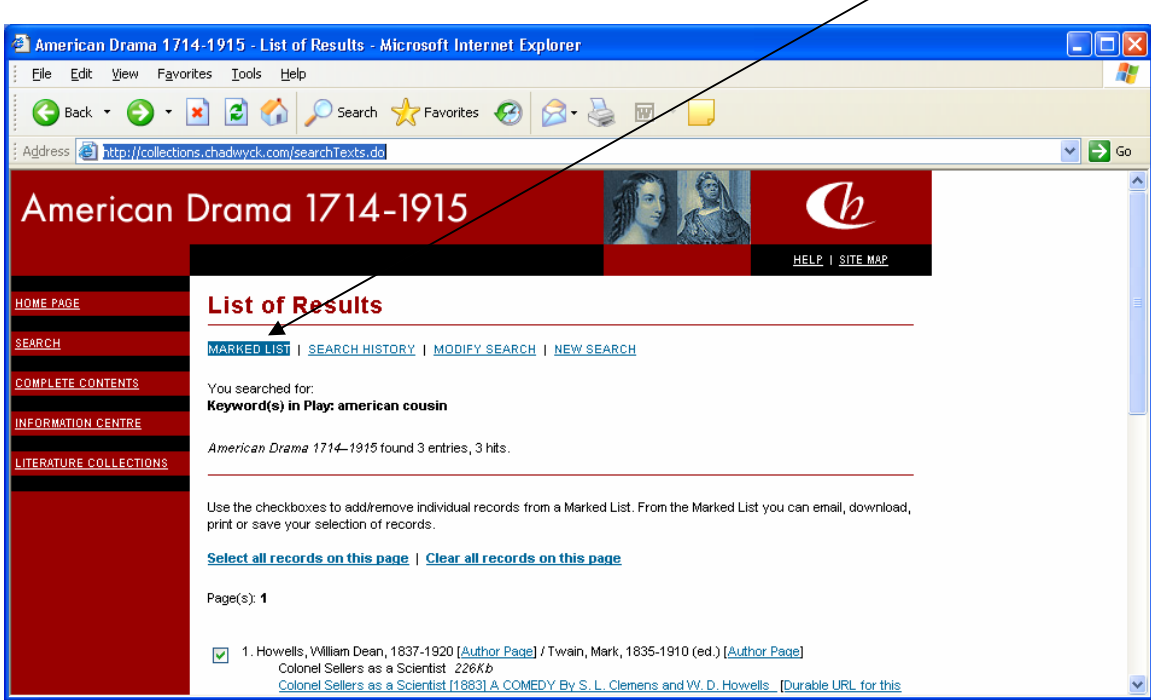 American Drama 1714-1915 - List of Results - Microsoft Internet Explorer
File Edit View Favorites Tools Help
Back Search Favorites
Address http://collections.chadwyck.com/searchTexts.do Go
American Drama 1714-1915
HELP | SITE MAP
HOME PAGE
SEARCH
COMPLETE CONTENTS
INFORMATION CENTRE
LITERATURE COLLECTIONS
List of Results
MARKED LIST | SEARCH HISTORY | MODIFY SEARCH | NEW SEARCH
You searched for:
Keyword(s) in Play: american cousin
American Drama 1714–1915 found 3 entries, 3 hits.
Use the checkboxes to add/remove individual records from a Marked List. From the Marked List you can email, download,
print or save your selection of records.
Select all records on this page | Clear all records on this page
Page(s): 1
1. Howells, William Dean, 1837-1920 [Author Page] / Twain, Mark, 1835-1910 (ed.) [Author Page]
Colonel Sellers as a Scientist 226Kb
Colonel Sellers as a Scientist [1883] A COMEDY By S. L. Clemens and W. D. Howells [Durable URL for this